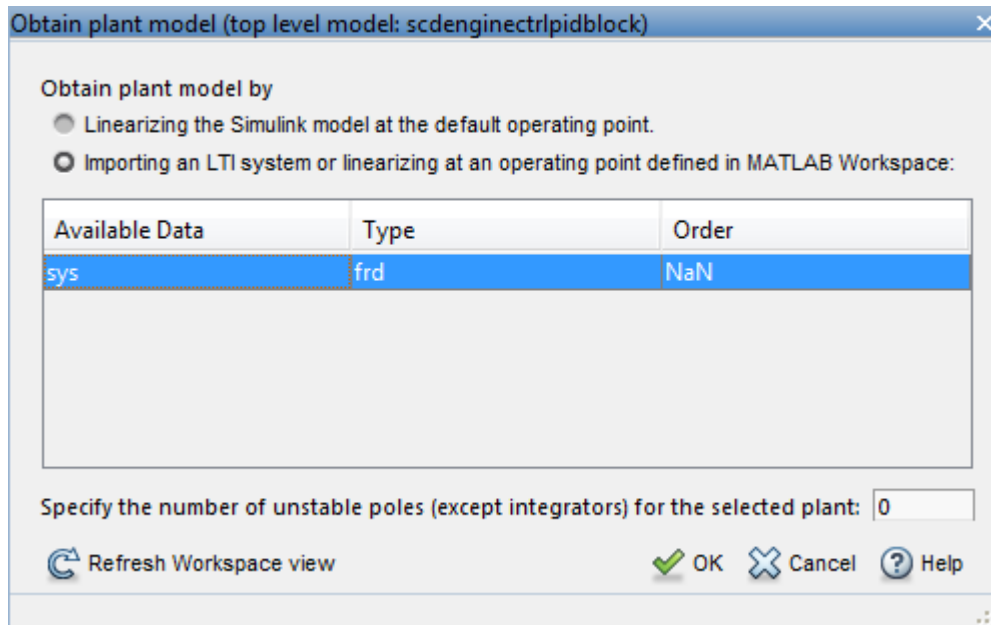 Obtain plant model (top level model: scdenginectrlpidblock)
Obtain plant model by
Linearizing the Simulink model at the default operating point.
Importing an LTI system or linearizing at an operating point defined in MATLAB Workspace:
Available Data Type Order
sys frd NaN
Specify the number of unstable poles (except integrators) for the selected plant: 0
Refresh Workspace view OK Cancel Help